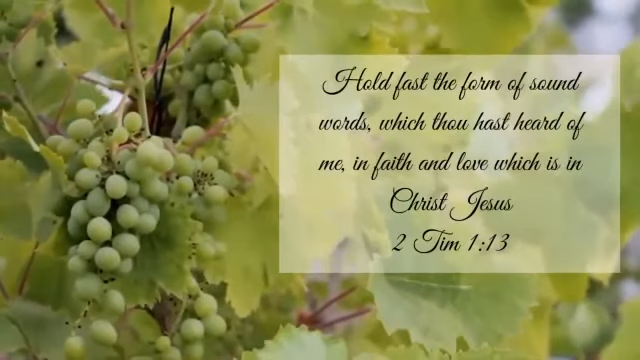 Hold fast the form of sound
words, which thou hast heard of
me, in faith and love which is in
Christ Jesus
2 Tim 1:13